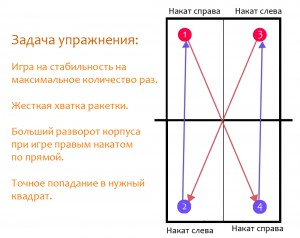 Накат справа Накат слева
Задача упражнения:
Игра на стабильность на
максимальное количество раз.
Жесткая хватка ракетки.
Больший разворот корпуса
при игре правым накатом
по прямой.
Точное попадание в нужный
квадрат.
1 3
2 4
Накат слева Накат справа